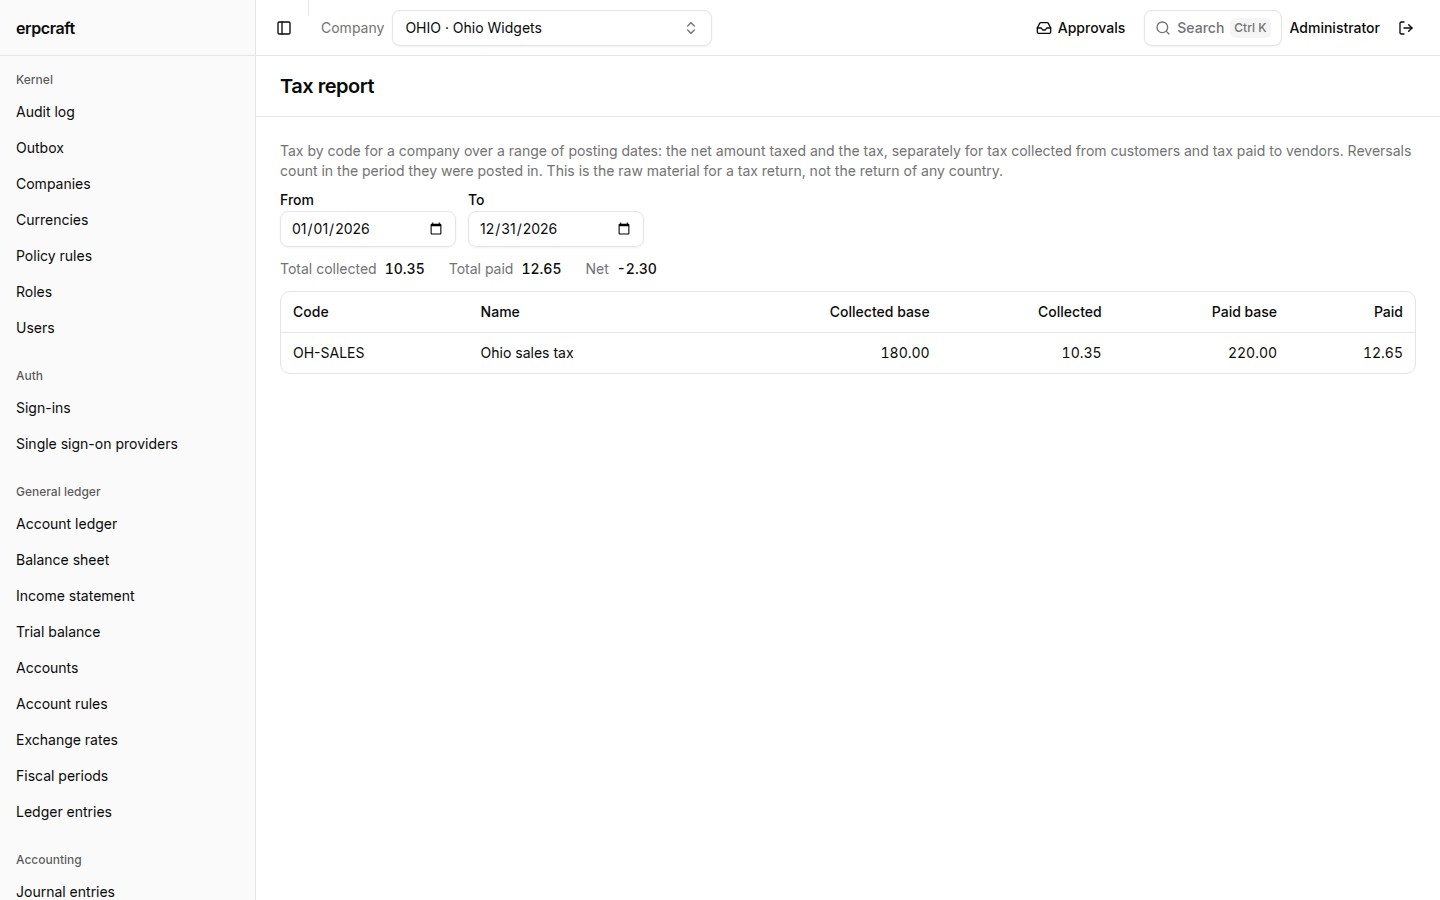 erpcraft
Company
OHIO · Ohio Widgets
Approvals
Search Ctrl K
Administrator
Kernel
Audit log
Outbox
Companies
Currencies
Policy rules
Roles
Users
Auth
Sign-ins
Single sign-on providers
General ledger
Account ledger
Balance sheet
Income statement
Trial balance
Accounts
Account rules
Exchange rates
Fiscal periods
Ledger entries
Accounting
Journal entries
Tax report
Tax by code for a company over a range of posting dates: the net amount taxed and the tax, separately for tax collected from customers and tax paid to vendors. Reversals
count in the period they were posted in. This is the raw material for a tax return, not the return of any country.
From To
01/01/2026 12/31/2026
Total collected 10.35 Total paid 12.65 Net -2.30
Code Name Collected base Collected Paid base Paid
OH-SALES Ohio sales tax 180.00 10.35 220.00 12.65